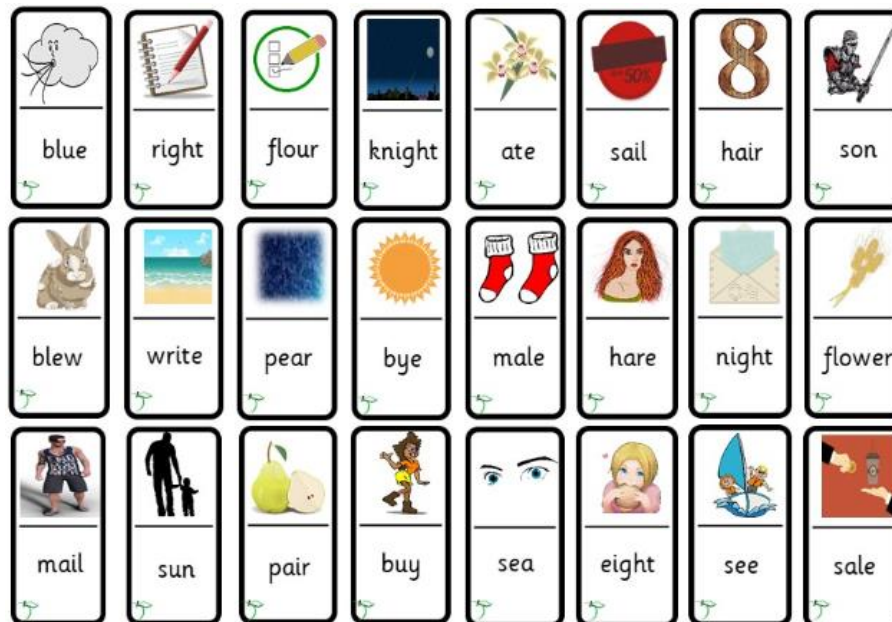 50%
blue right flour knight ate sail hair son
blew write pear bye male hare night flower
mail sun pair buy sea eight see sale